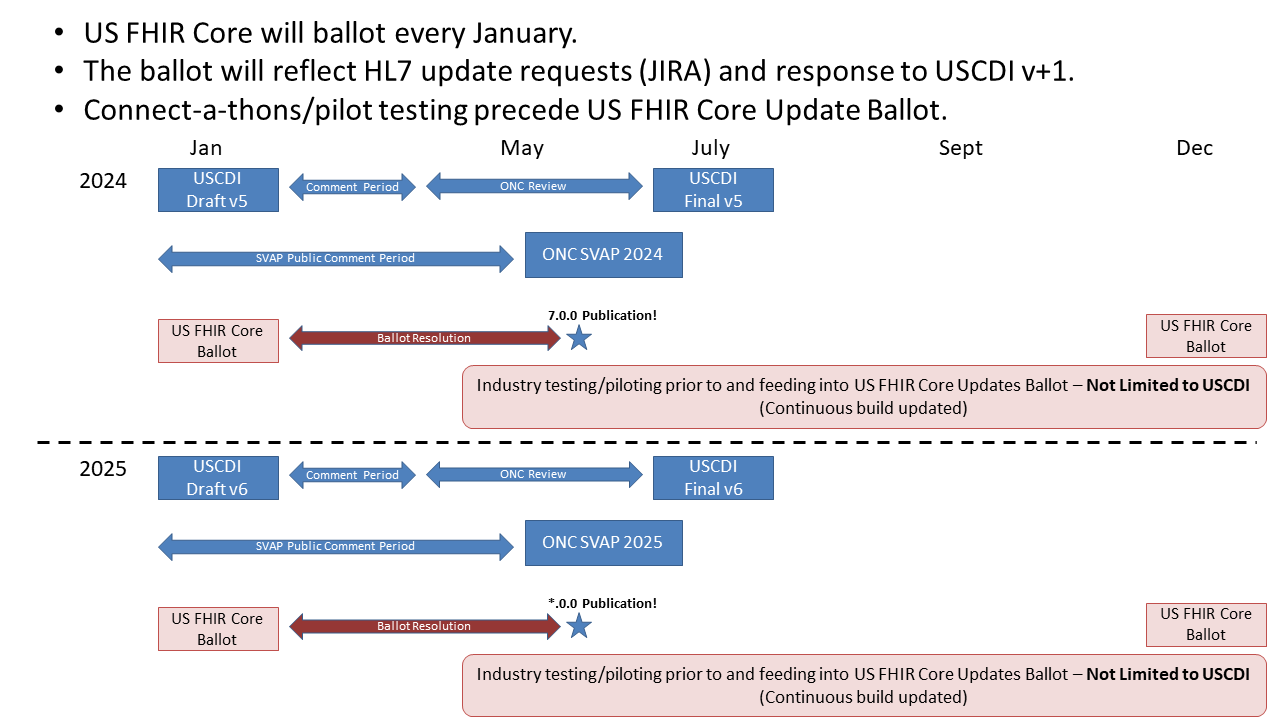 • US FHIR Core will ballot every January.
• The ballot will reflect HL7 update requests (JIRA) and response to USCDI v+1.
• Connect-a-thons/pilot testing precede US FHIR Core Update Ballot.
Jan May July Sept Dec
2024
USCDI
Draft v5
Comment Period
ONC Review
USCDI
Final v5
SVAP Public Comment Period
ONC SVAP 2024
7.0.0 Publication!
US FHIR Core
Ballot
Ballot Resolution
US FHIR Core
Ballot
Industry testing/piloting prior to and feeding into US FHIR Core Updates Ballot – Not Limited to USCDI
(Continuous build updated)
2025
USCDI
Draft v6
Comment Period
ONC Review
USCDI
Final v6
SVAP Public Comment Period
ONC SVAP 2025
*.0.0 Publication!
US FHIR Core
Ballot
Ballot Resolution
US FHIR Core
Ballot
Industry testing/piloting prior to and feeding into US FHIR Core Updates Ballot – Not Limited to USCDI
(Continuous build updated)